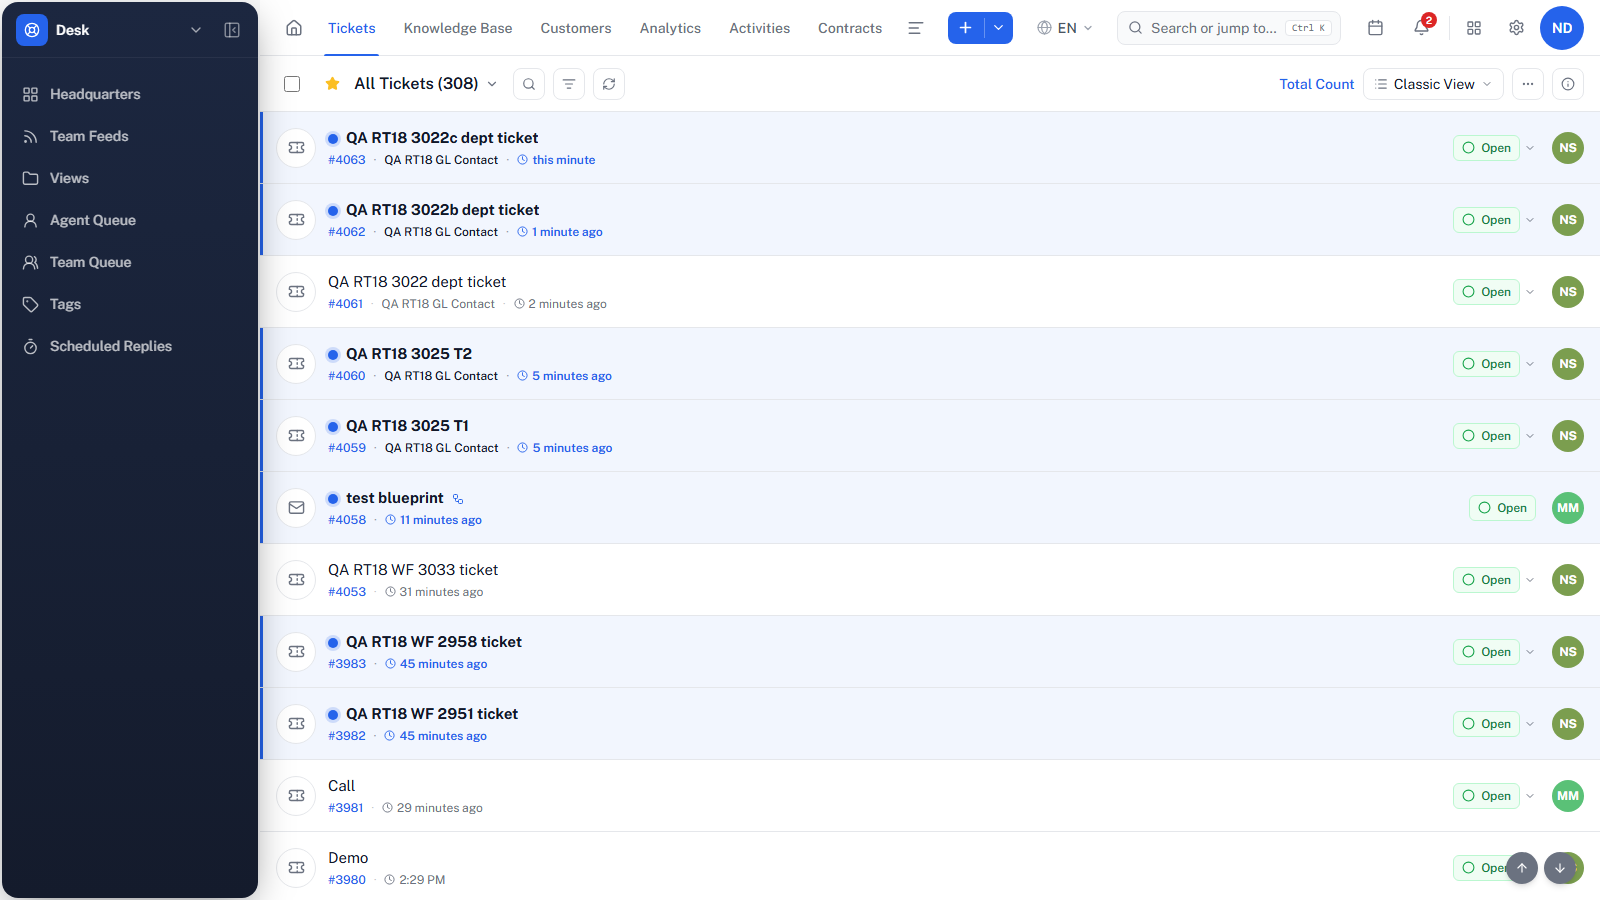 Desk
Headquarters
Team Feeds
Views
Agent Queue
Team Queue
Tags
Scheduled Replies
Tickets Knowledge Base Customers Analytics Activities Contracts EN Search or jump to... Ctrl K 2 ND
All Tickets (308) Total Count Classic View
QA RT18 3022c dept ticket
#4063 · QA RT18 GL Contact · this minute Open NS
QA RT18 3022b dept ticket
#4062 · QA RT18 GL Contact · 1 minute ago Open NS
QA RT18 3022 dept ticket
#4061 · QA RT18 GL Contact · 2 minutes ago Open NS
QA RT18 3025 T2
#4060 · QA RT18 GL Contact · 5 minutes ago Open NS
QA RT18 3025 T1
#4059 · QA RT18 GL Contact · 5 minutes ago Open NS
test blueprint
#4058 · 11 minutes ago Open MM
QA RT18 WF 3033 ticket
#4053 · 31 minutes ago Open NS
QA RT18 WF 2958 ticket
#3983 · 45 minutes ago Open NS
QA RT18 WF 2951 ticket
#3982 · 45 minutes ago Open NS
Call
#3981 · 29 minutes ago Open MM
Demo
#3980 · 2:29 PM Open